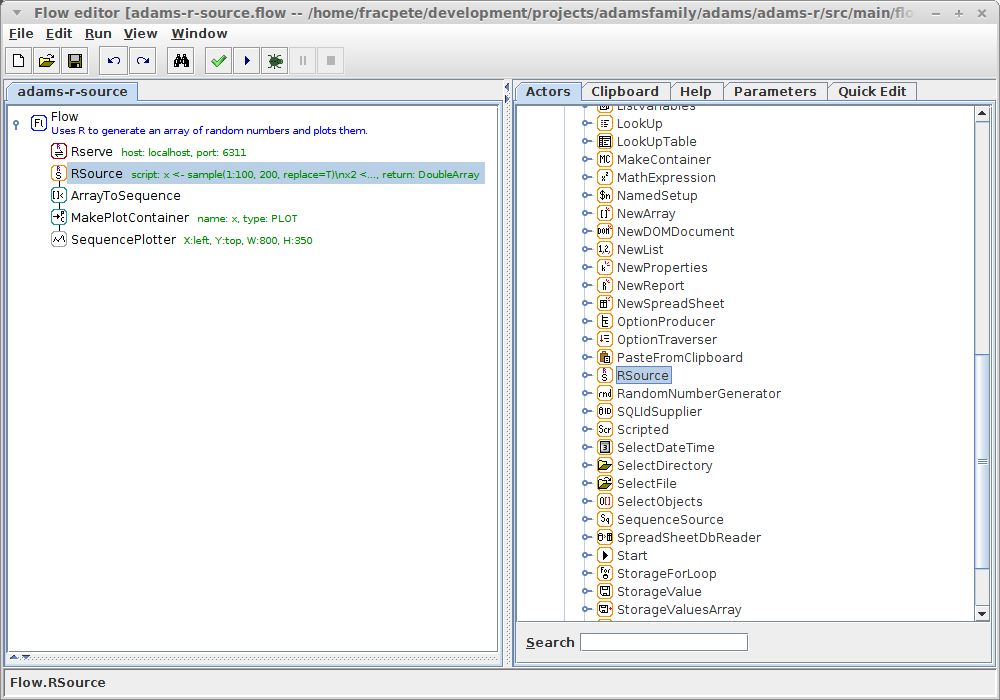 Flow editor [adams-r-source.flow -- /home/fracpete/development/projects/adamsfamily/adams/adams-r/src/main/flo
File Edit Run View Window
adams-r-source
Flow
Uses R to generate an array of random numbers and plots them.
Rserve host: localhost, port: 6311
RSource script: x <- sample(1:100, 200, replace=T)\nx2 <..., return: DoubleArray
ArrayToSequence
MakePlotContainer name: x, type: PLOT
SequencePlotter X:left, Y:top, W:800, H:350
Actors Clipboard Help Parameters Quick Edit
ListVariables
LookUp
LookUpTable
MakeContainer
MathExpression
NamedSetup
NewArray
NewDOMDocument
NewList
NewProperties
NewReport
NewSpreadSheet
OptionProducer
OptionTraverser
PasteFromClipboard
RSource
RandomNumberGenerator
SQLIdSupplier
Scripted
SelectDateTime
SelectDirectory
SelectFile
SelectObjects
SequenceSource
SpreadSheetDbReader
Start
StorageForLoop
StorageValue
StorageValuesArray
Search
Flow.RSource